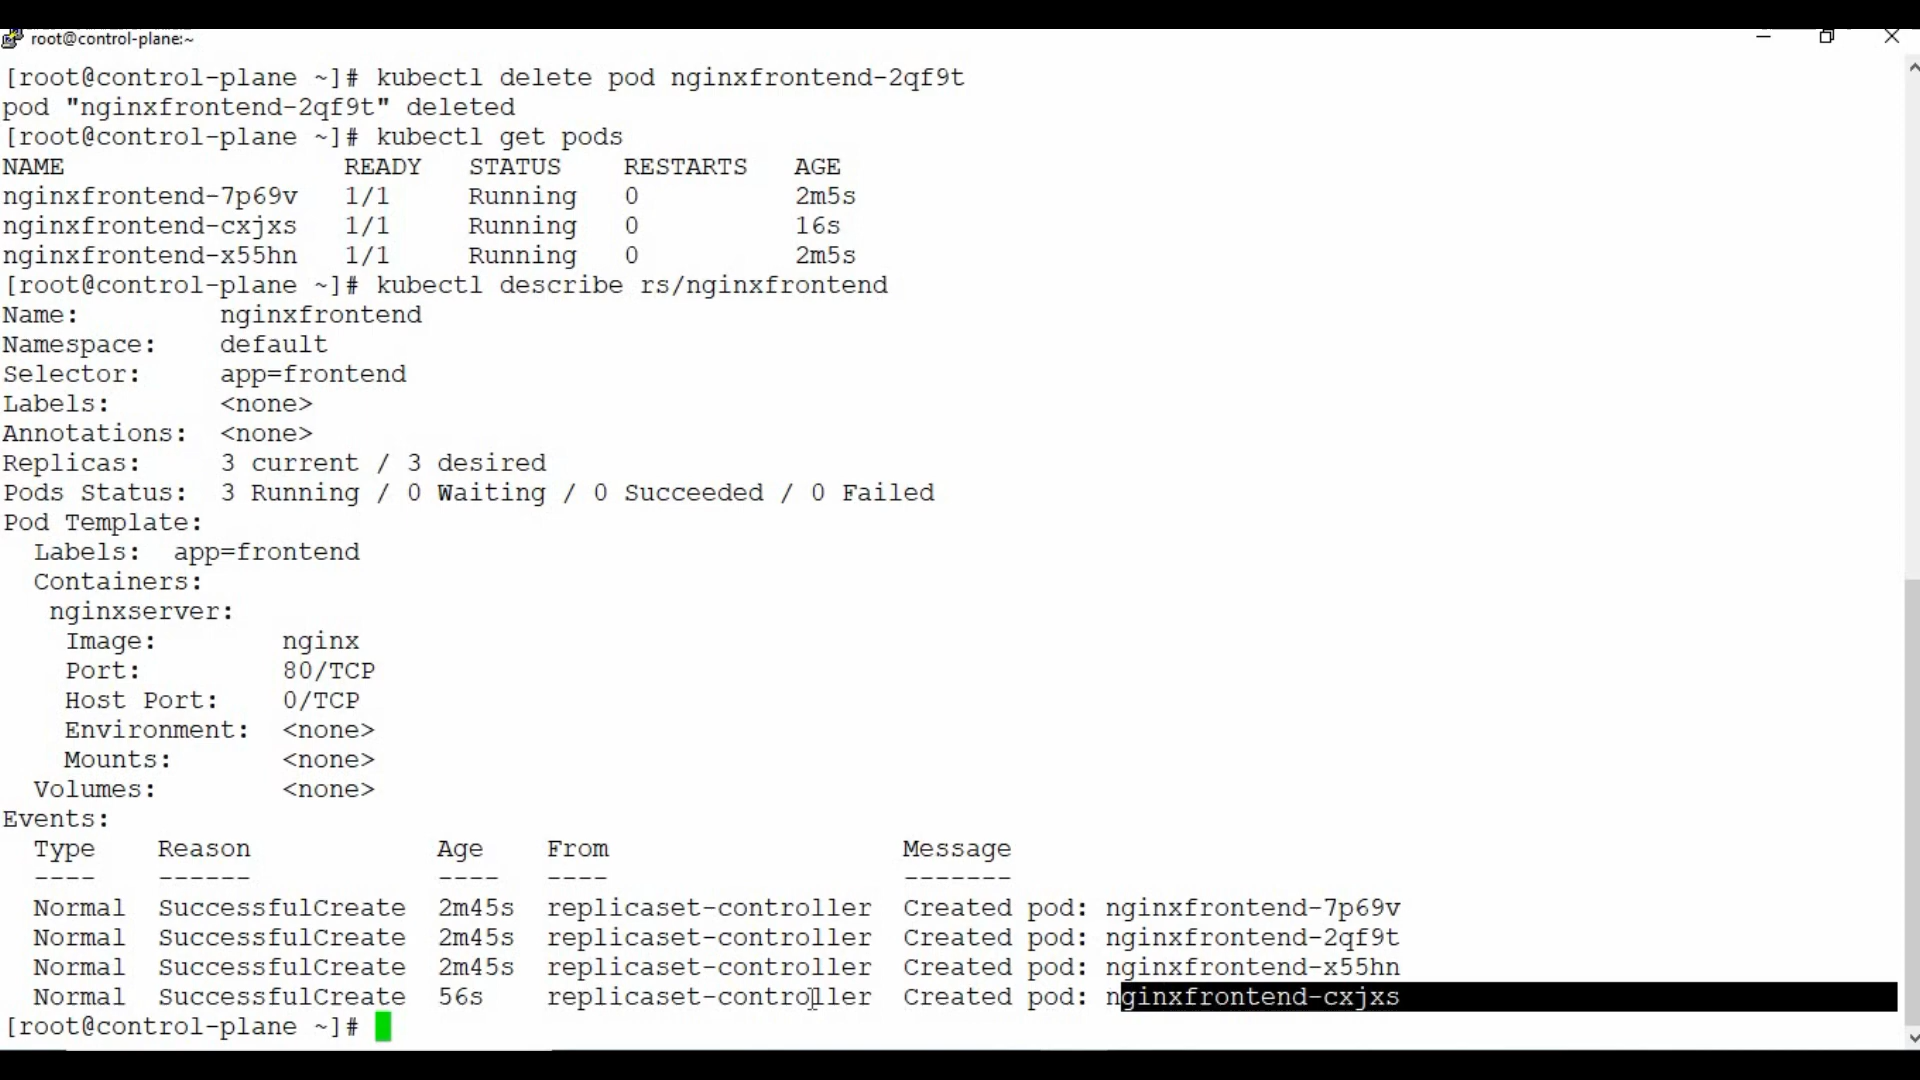 root@control-plane:~
[root@control-plane ~]# kubectl delete pod nginxfrontend-2qf9t
pod "nginxfrontend-2qf9t" deleted
[root@control-plane ~]# kubectl get pods
NAME                  READY   STATUS    RESTARTS   AGE
nginxfrontend-7p69v   1/1     Running   0          2m5s
nginxfrontend-cxjxs   1/1     Running   0          16s
nginxfrontend-x55hn   1/1     Running   0          2m5s
[root@control-plane ~]# kubectl describe rs/nginxfrontend
Name:         nginxfrontend
Namespace:    default
Selector:     app=frontend
Labels:       <none>
Annotations:  <none>
Replicas:     3 current / 3 desired
Pods Status:  3 Running / 0 Waiting / 0 Succeeded / 0 Failed
Pod Template:
  Labels:  app=frontend
  Containers:
   nginxserver:
    Image:        nginx
    Port:         80/TCP
    Host Port:    0/TCP
    Environment:  <none>
    Mounts:       <none>
  Volumes:        <none>
Events:
  Type    Reason            Age    From                   Message
  ----    ------            ----   ----                   -------
  Normal  SuccessfulCreate  2m45s  replicaset-controller  Created pod: nginxfrontend-7p69v
  Normal  SuccessfulCreate  2m45s  replicaset-controller  Created pod: nginxfrontend-2qf9t
  Normal  SuccessfulCreate  2m45s  replicaset-controller  Created pod: nginxfrontend-x55hn
  Normal  SuccessfulCreate  56s    replicaset-controller  Created pod: nginxfrontend-cxjxs
[root@control-plane ~]#